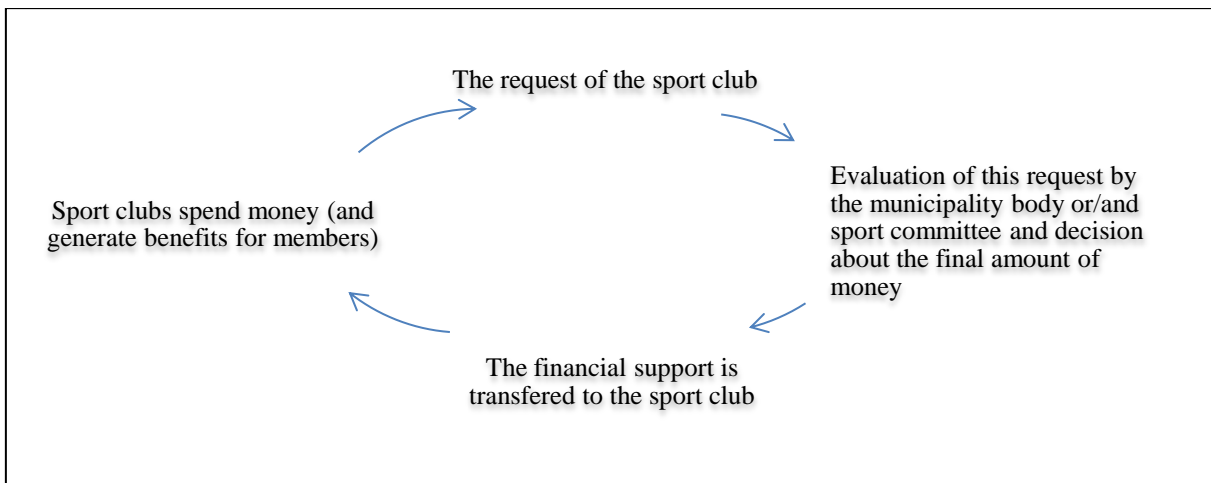 The request of the sport club
Evaluation of this request by
the municipality body or/and
sport committee and decision
about the final amount of
money
The financial support is
transfered to the sport club
Sport clubs spend money (and
generate benefits for members)